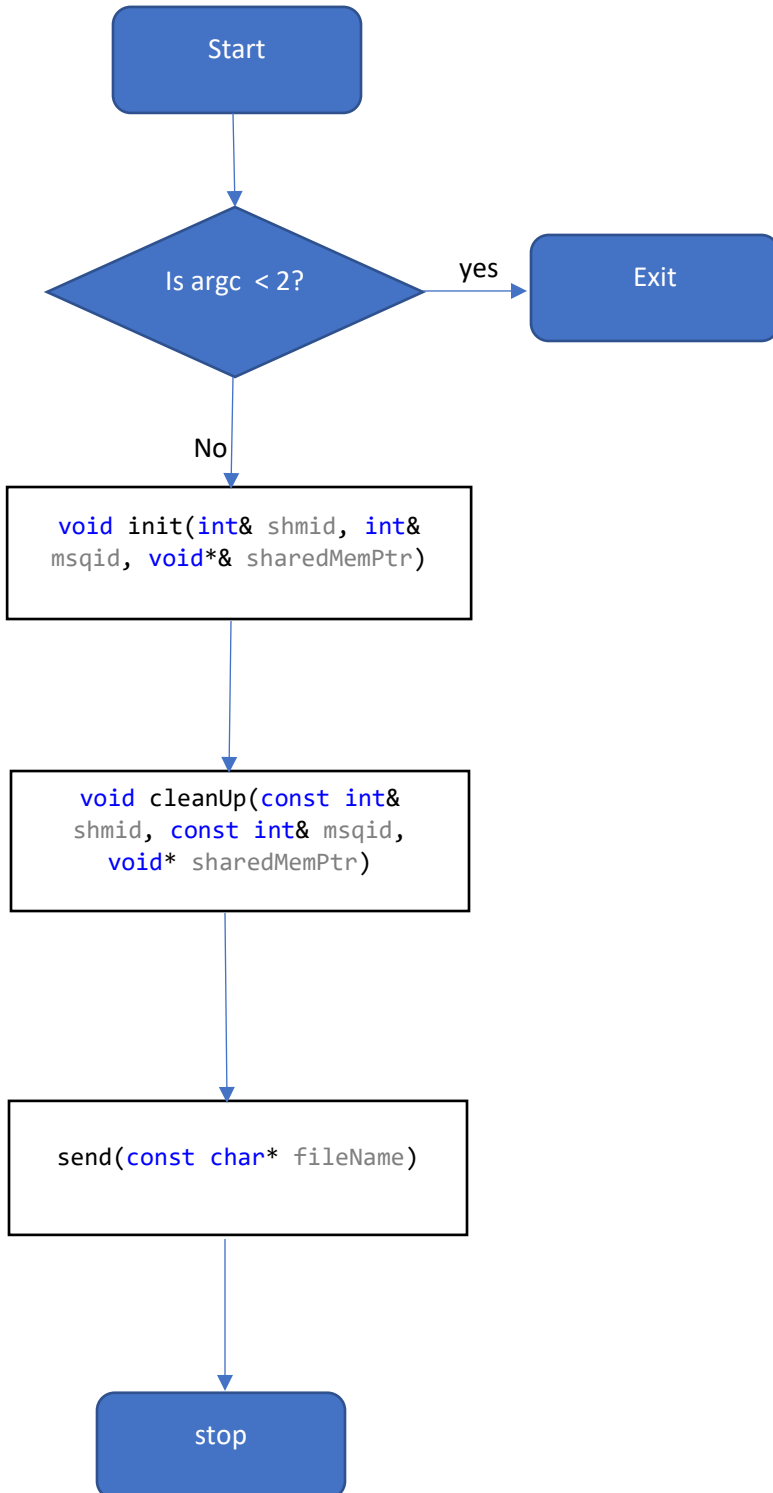 Start
Is argc  < 2?
yes
Exit
No
void init(int& shmid, int&
msqid, void*& sharedMemPtr)
void cleanUp(const int&
shmid, const int& msqid,
void* sharedMemPtr)
send(const char* fileName)
stop